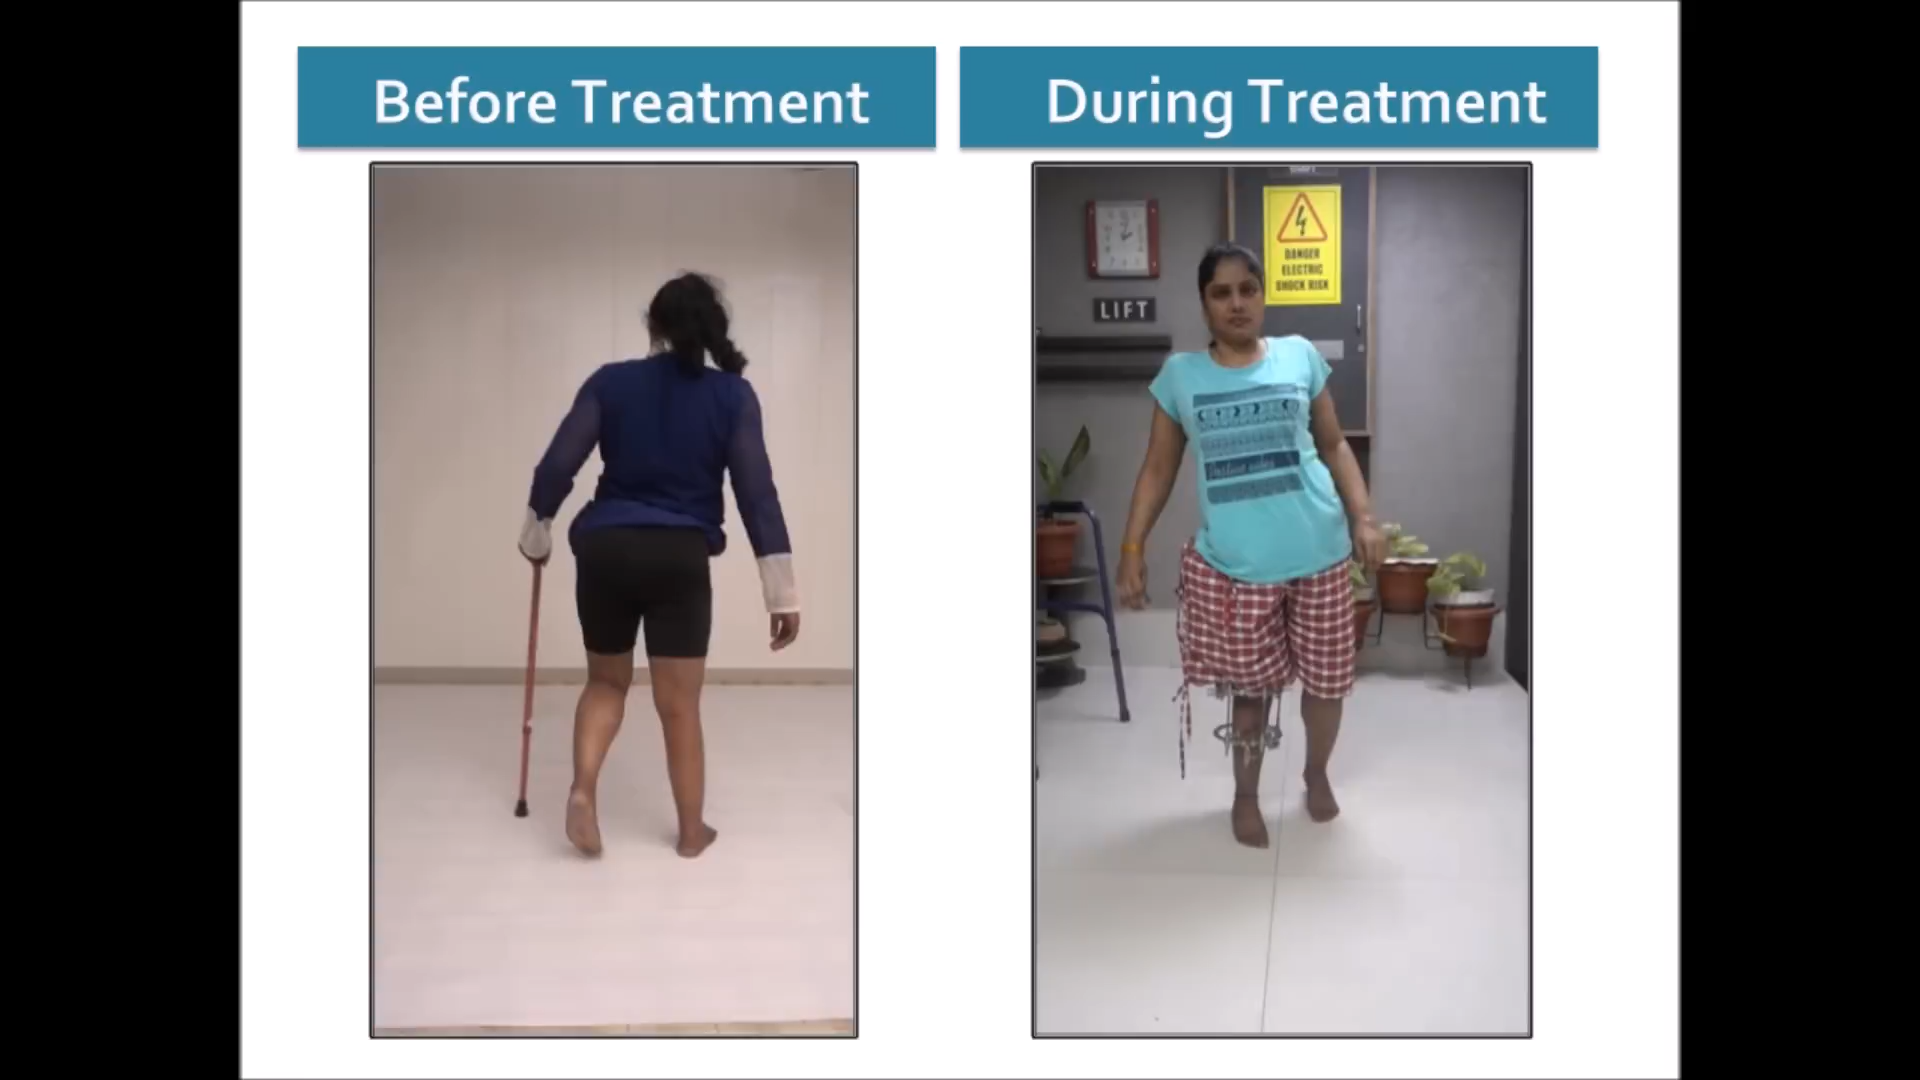 Before Treatment
During Treatment
DANGER
ELECTRIC
SHOCK RISK
LIFT